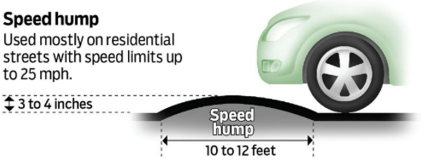 Speed hump
Used mostly on residential
streets with speed limits up
to 25 mph.
3 to 4 inches
Speed
hump
10 to 12 feet